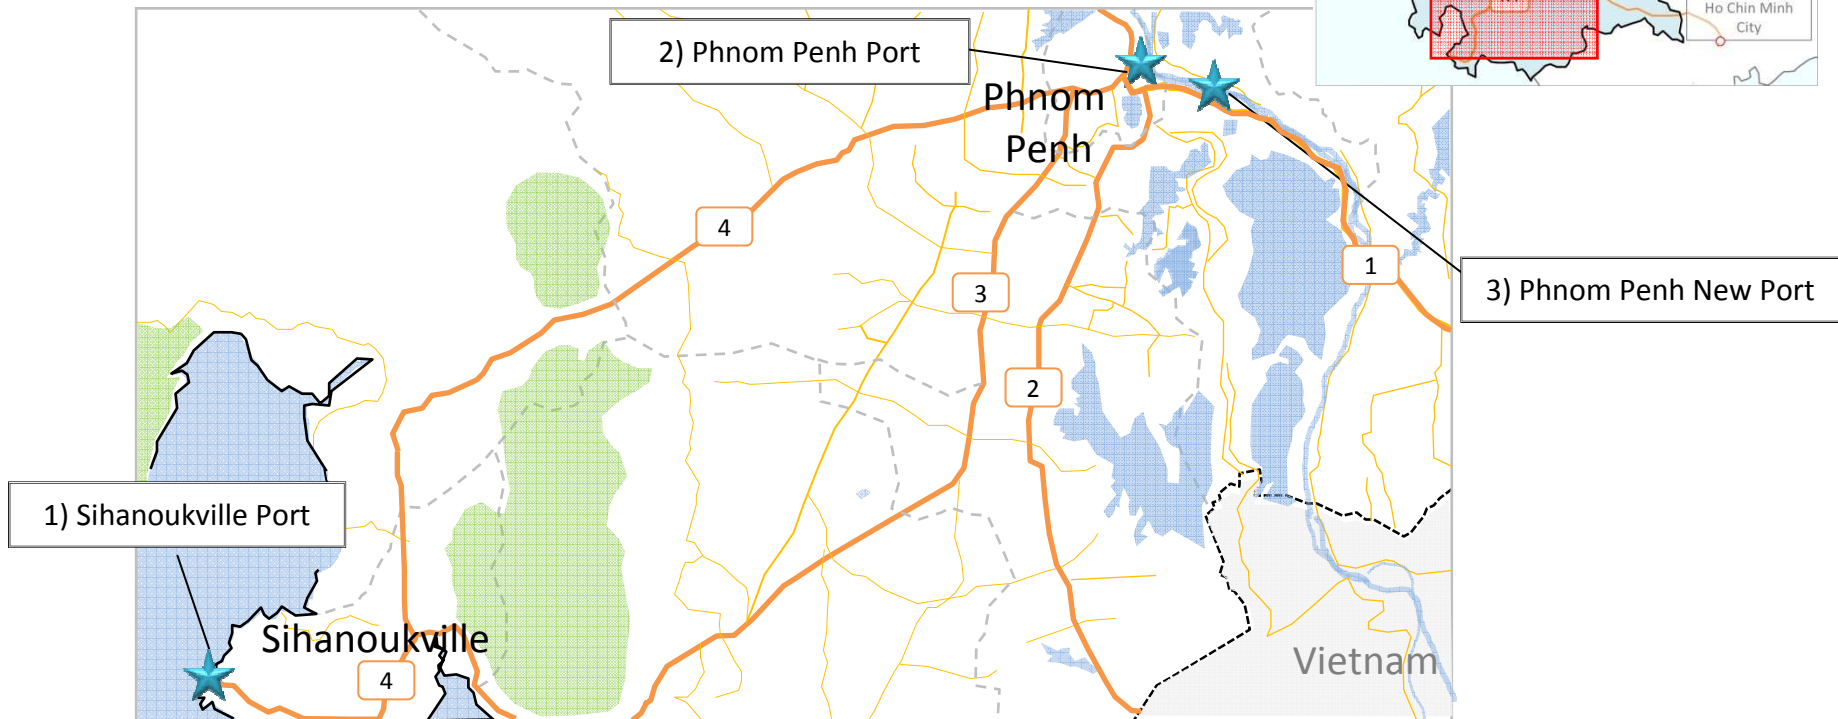 Ho Chin Minh
City
2) Phnom Penh Port
Phnom
Penh
4
1
3) Phnom Penh New Port
3
2
1) Sihanoukville Port
Sihanoukville
4
Vietnam